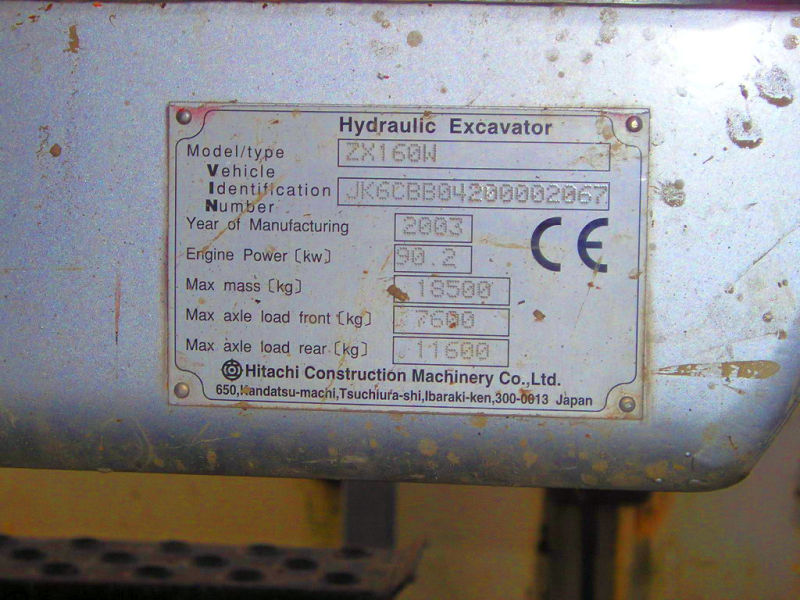 Hydraulic Excavator
Model/type ZX160W
Vehicle
Identification JK6CBB04200002067
Number
Year of Manufacturing 2003
Engine Power〔kw〕 90.2
Max mass〔kg〕 18500
Max axle load front〔kg〕 7600
Max axle load rear〔kg〕 11600
CE
Hitachi Construction Machinery Co.,Ltd.
650,Kandatsu-machi,Tsuchiura-shi,Ibaraki-ken,300-0013 Japan